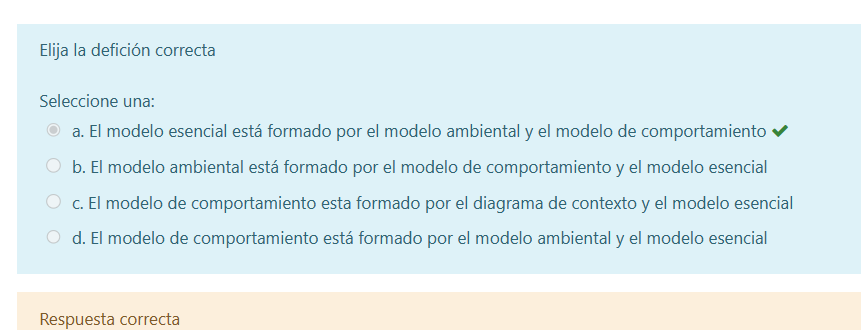 Elija la defición correcta
Seleccione una:
a. El modelo esencial está formado por el modelo ambiental y el modelo de comportamiento
b. El modelo ambiental está formado por el modelo de comportamiento y el modelo esencial
c. El modelo de comportamiento esta formado por el diagrama de contexto y el modelo esencial
d. El modelo de comportamiento está formado por el modelo ambiental y el modelo esencial
Respuesta correcta